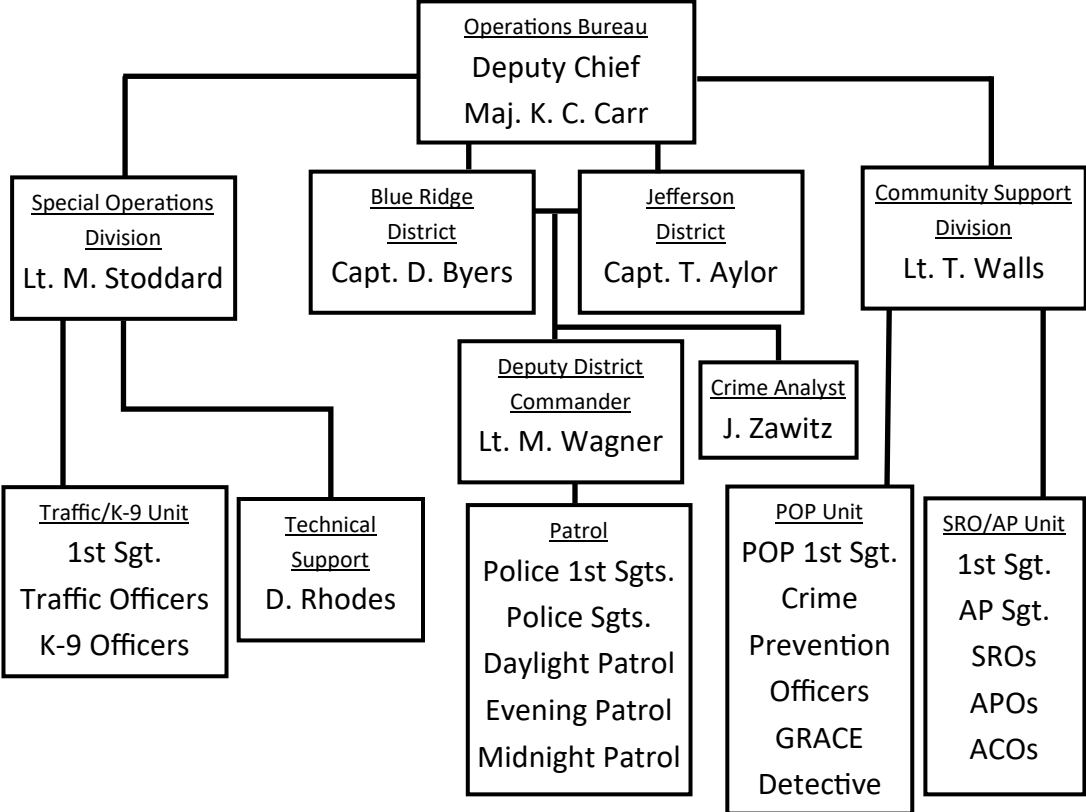 Operations Bureau
Deputy Chief
Maj. K. C. Carr
Special Operations
Division
Lt. M. Stoddard
Blue Ridge
District
Capt. D. Byers
Jefferson
District
Capt. T. Aylor
Community Support
Division
Lt. T. Walls
Deputy District
Commander
Lt. M. Wagner
Crime Analyst
J. Zawitz
Traffic/K-9 Unit
1st Sgt.
Traffic Officers
K-9 Officers
Technical
Support
D. Rhodes
Patrol
Police 1st Sgts.
Police Sgts.
Daylight Patrol
Evening Patrol
Midnight Patrol
POP Unit
POP 1st Sgt.
Crime
Prevention
Officers
GRACE
Detective
SRO/AP Unit
1st Sgt.
AP Sgt.
SROs
APOs
ACOs